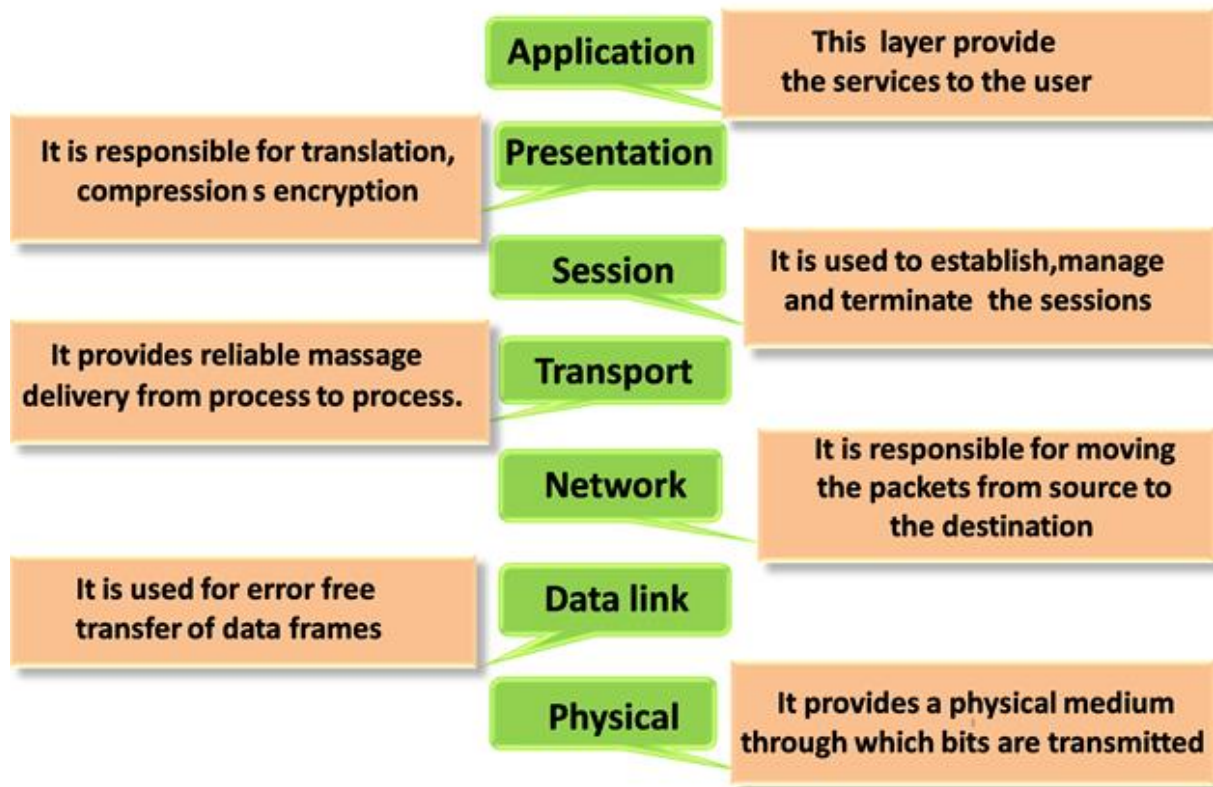 Application
This layer provide
the services to the user
Presentation
It is responsible for translation,
compression s encryption
Session
It is used to establish,manage
and terminate the sessions
Transport
It provides reliable massage
delivery from process to process.
Network
It is responsible for moving
the packets from source to
the destination
Data link
It is used for error free
transfer of data frames
Physical
It provides a physical medium
through which bits are transmitted